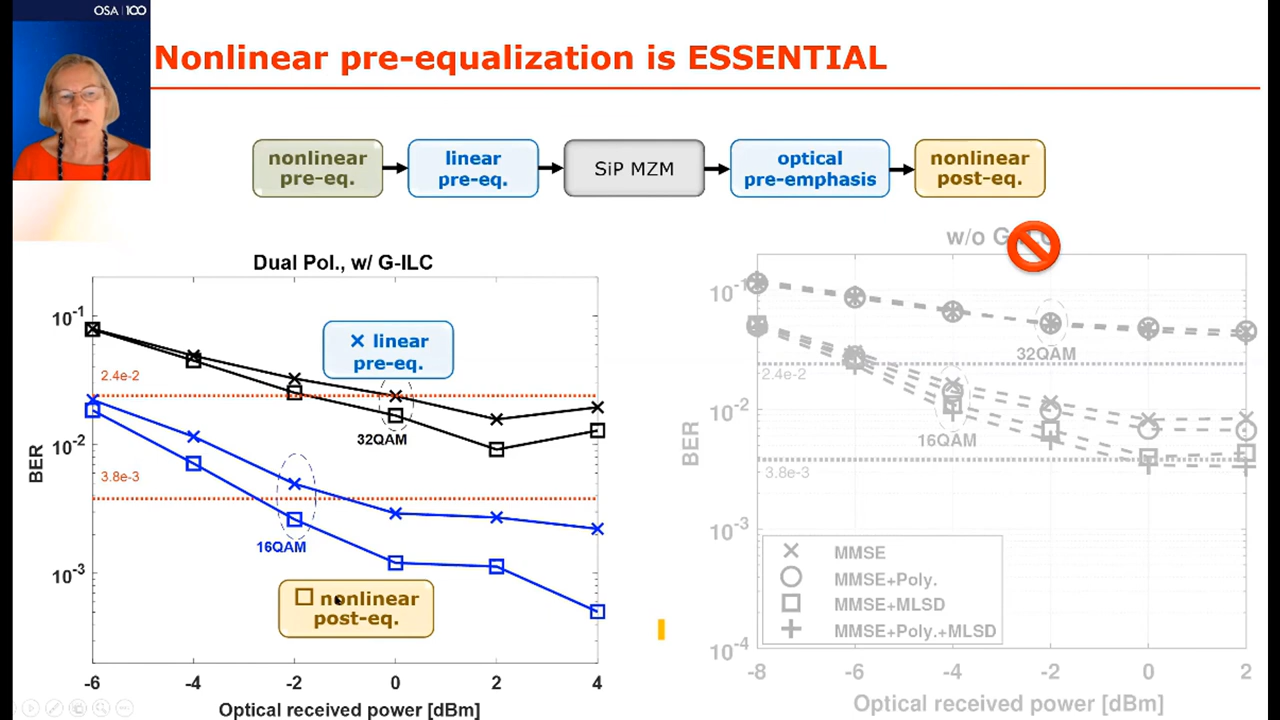 OSA 100
Nonlinear pre-equalization is ESSENTIAL
nonlinear
pre-eq.
linear
pre-eq.
SiP MZM
optical
pre-emphasis
nonlinear
post-eq.
Dual Pol., w/ G-ILC
10-1
10-2
10-3
BER
2.4e-2
3.8e-3
× linear
pre-eq.
32QAM
16QAM
nonlinear
post-eq.
-6 -4 -2 0 2 4
Optical received power [dBm]
w/o G
10-1
10-2
10-3
10-4
BER
2.4e-2
3.8e-3
32QAM
16QAM
MMSE
MMSE+Poly.
MMSE+MLSD
MMSE+Poly.+MLSD
-8 -6 -4 -2 0 2
Optical received power [dBm]